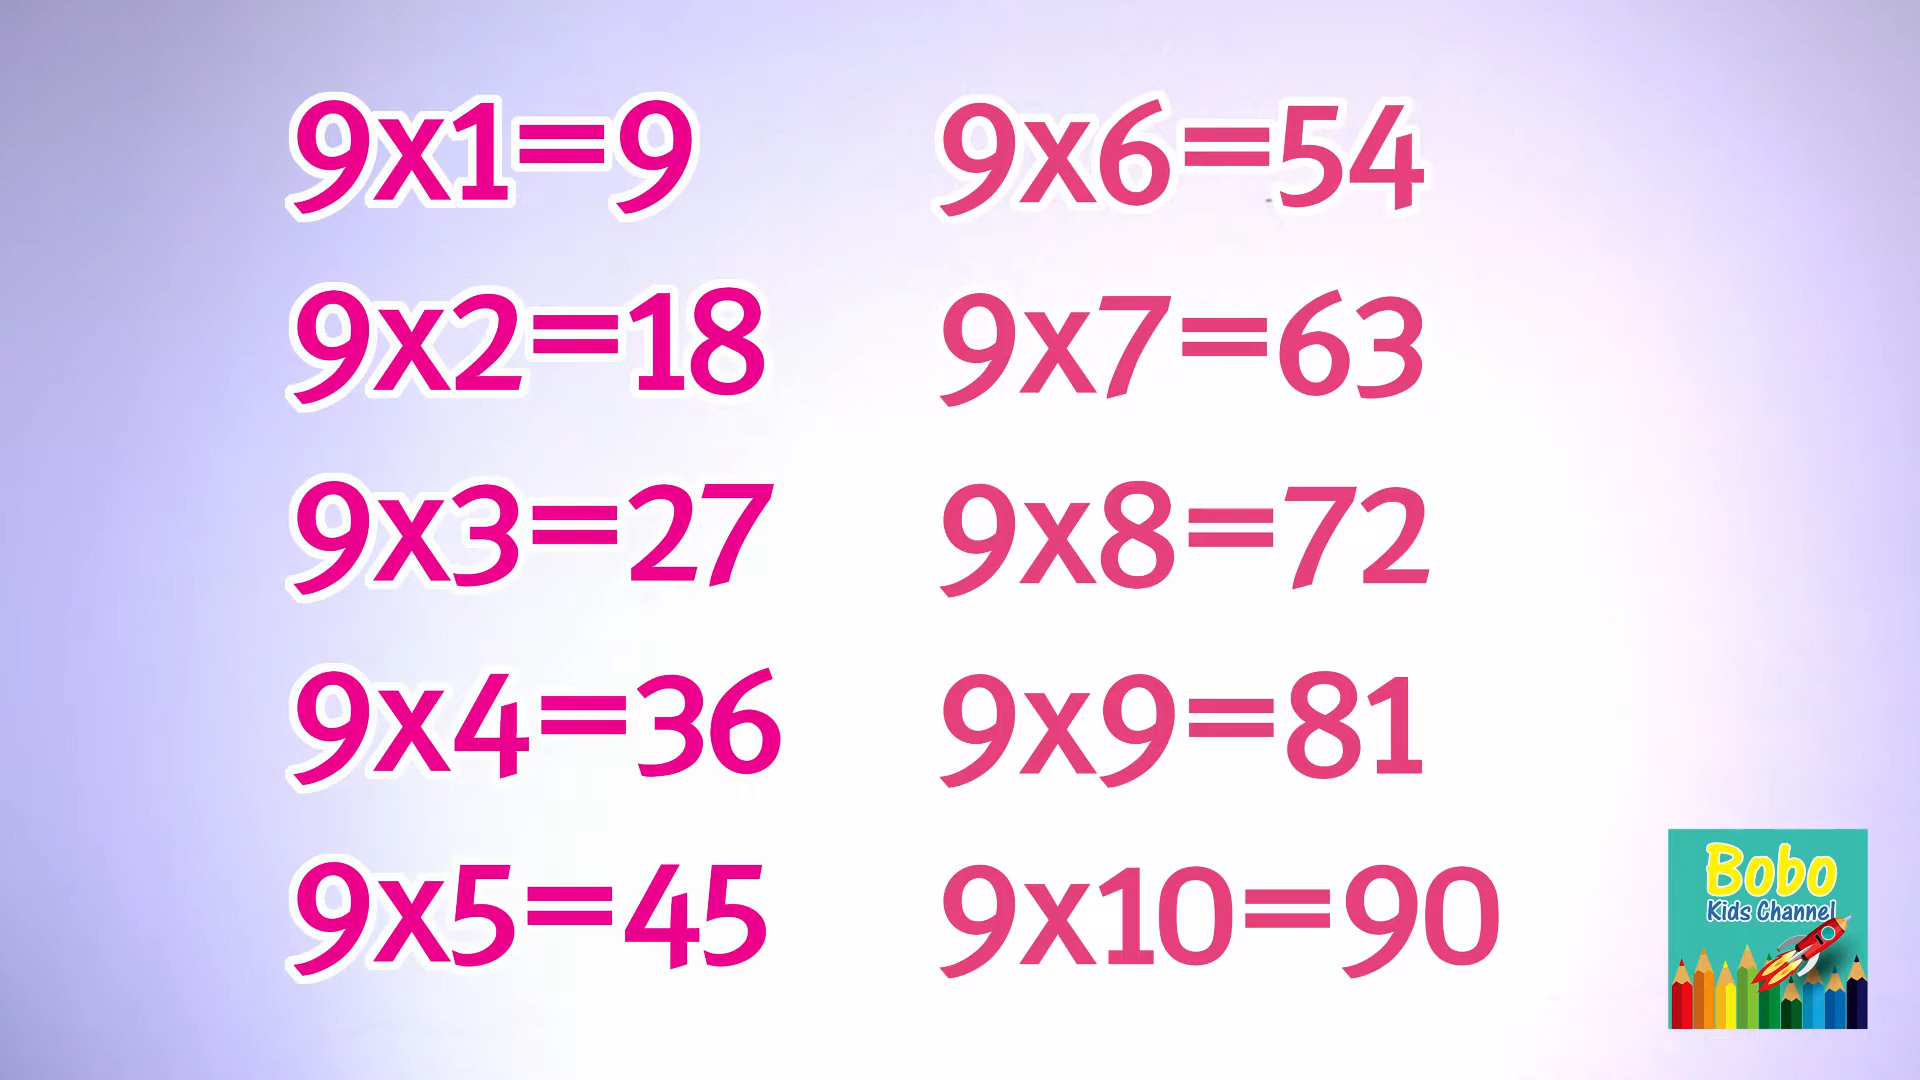 9x1=9
9x2=18
9x3=27
9x4=36
9x5=45
9x6=54
9x7=63
9x8=72
9x9=81
9x10=90
Bobo
Kids Channel